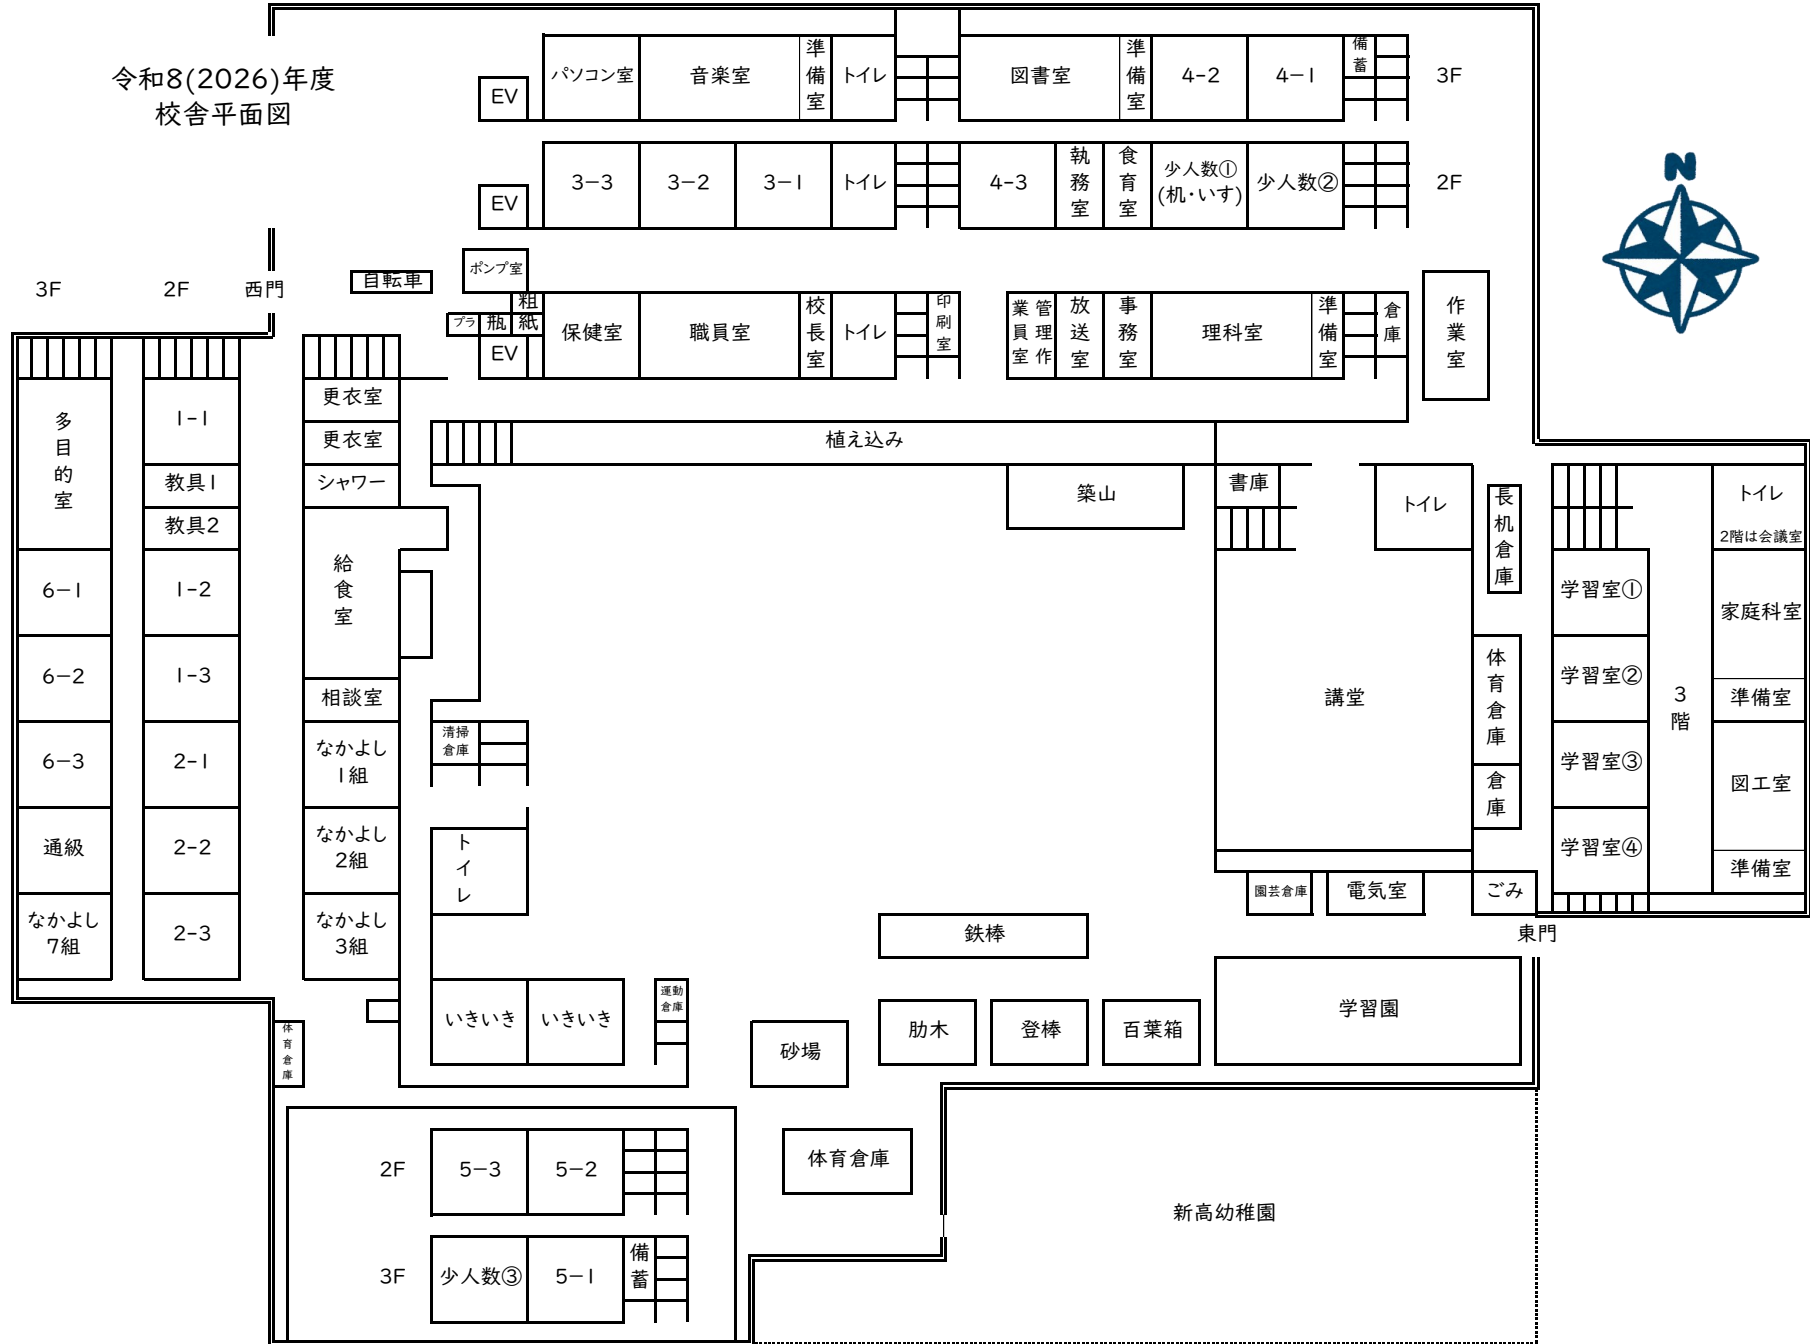 令和8(2026)年度
校舎平面図
N
EV
パソコン室
音楽室
準備室
トイレ
図書室
準備室
4-2
4-1
備蓄
3F
EV
3-3
3-2
3-1
トイレ
4-3
執務室
食育室
少人数①
(机・いす)
少人数②
2F
3F
2F
西門
自転車
ポンプ室
プラ
瓶
粗
紙
EV
保健室
職員室
校長室
トイレ
印刷室
管理作
業員室
放送室
事務室
理科室
準備室
倉庫
作業室
多目的室
6-1
6-2
6-3
通級
なかよし
7組
1-1
教具1
教具2
1-2
1-3
2-1
2-2
2-3
更衣室
更衣室
シャワー
給食室
相談室
なかよし
1組
なかよし
2組
なかよし
3組
植え込み
築山
書庫
トイレ
長机倉庫
講堂
体育倉庫
倉庫
清掃
倉庫
トイレ
園芸倉庫
電気室
ごみ
東門
学習室①
学習室②
学習室③
学習室④
3階
トイレ
2階は会議室
家庭科室
準備室
図工室
準備室
鉄棒
いきいき
いきいき
運動
倉庫
体育倉庫
砂場
肋木
登棒
百葉箱
学習園
2F
5-3
5-2
体育倉庫
3F
少人数③
5-1
備蓄
新高幼稚園